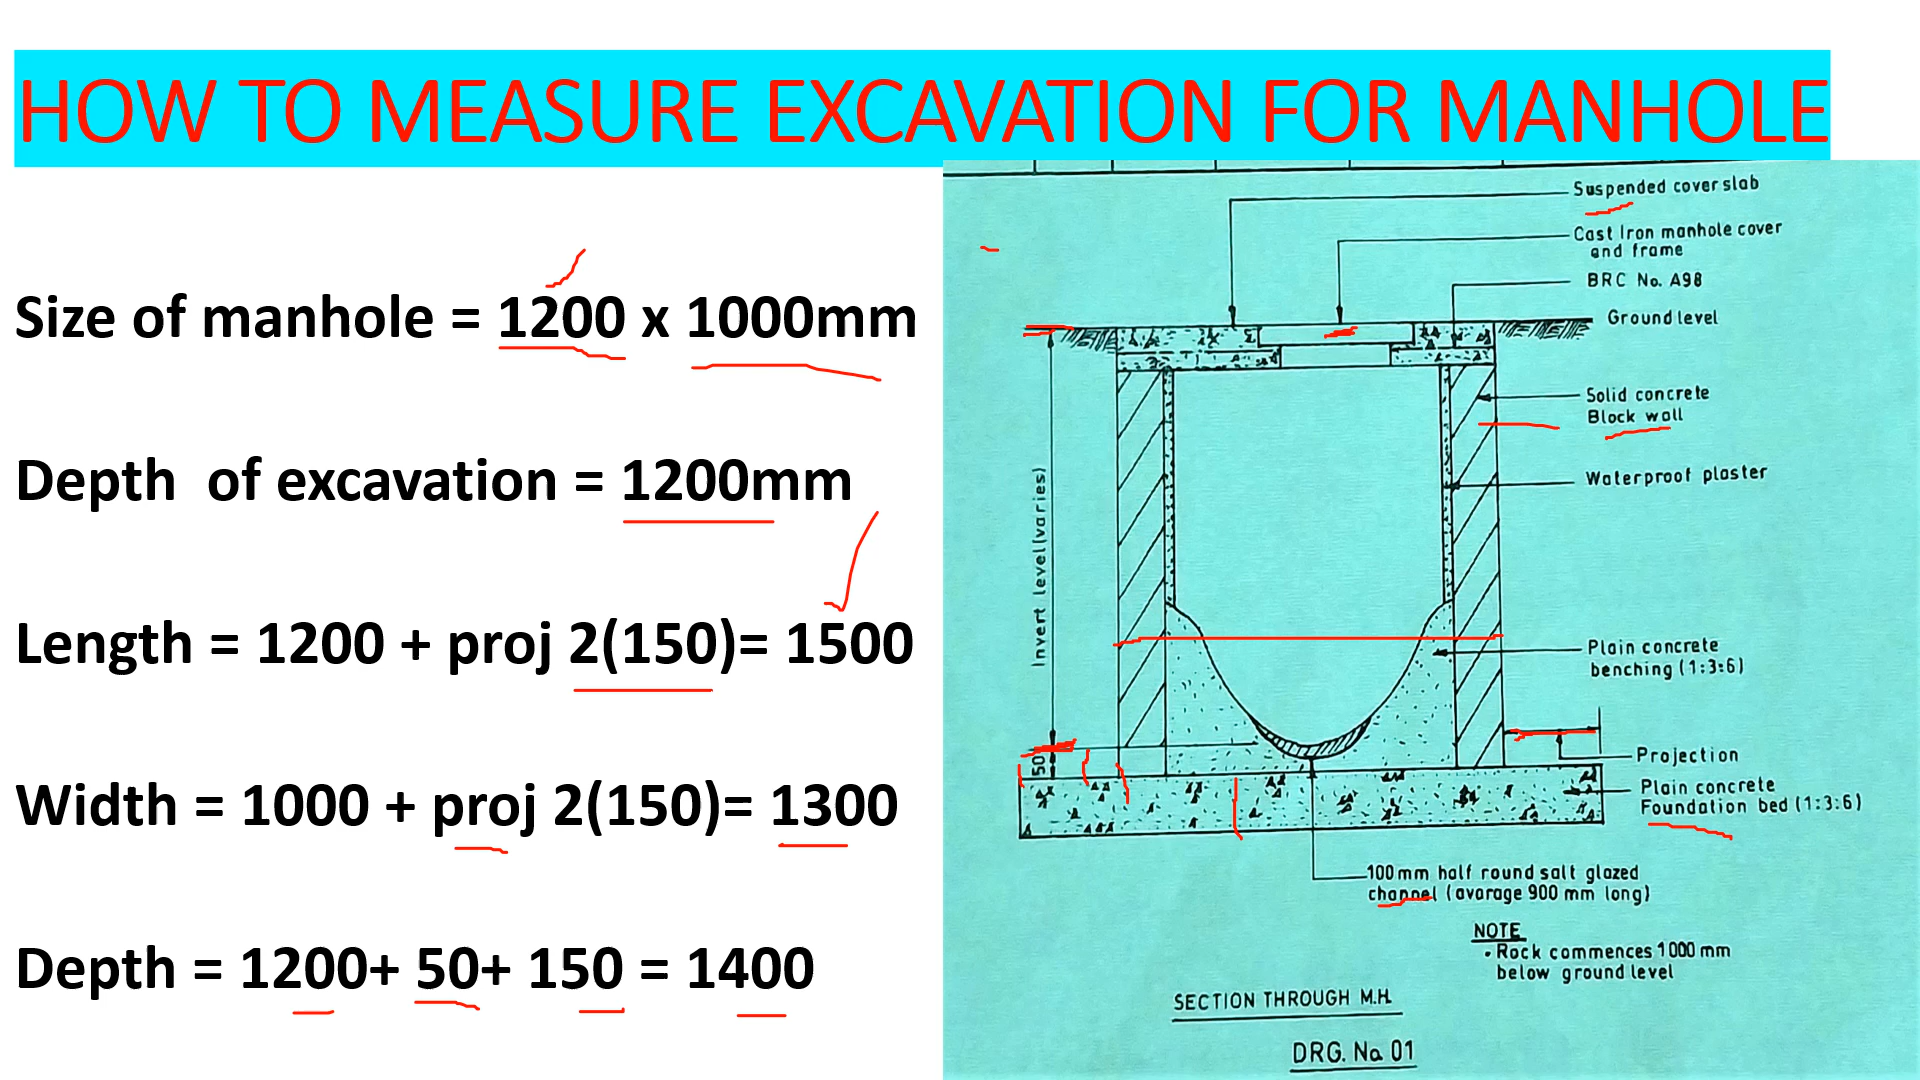 HOW TO MEASURE EXCAVATION FOR MANHOLE
Size of manhole = 1200 x 1000mm
Depth of excavation = 1200mm
Length = 1200 + proj 2(150)= 1500
Width = 1000 + proj 2(150)= 1300
Depth = 1200+ 50+ 150 = 1400
Suspended cover slab
Cast Iron manhole cover
and frame
BRC No. A98
Ground level
Solid concrete
Block wall
Waterproof plaster
Invert level (varies)
Plain concrete
benching (1:3:6)
50
Projection
Plain concrete
Foundation bed (1:3:6)
100mm half round salt glazed
channel (avarage 900 mm long)
NOTE
• Rock commences 1000 mm
below ground level
SECTION THROUGH M.H.
DRG. No. 01